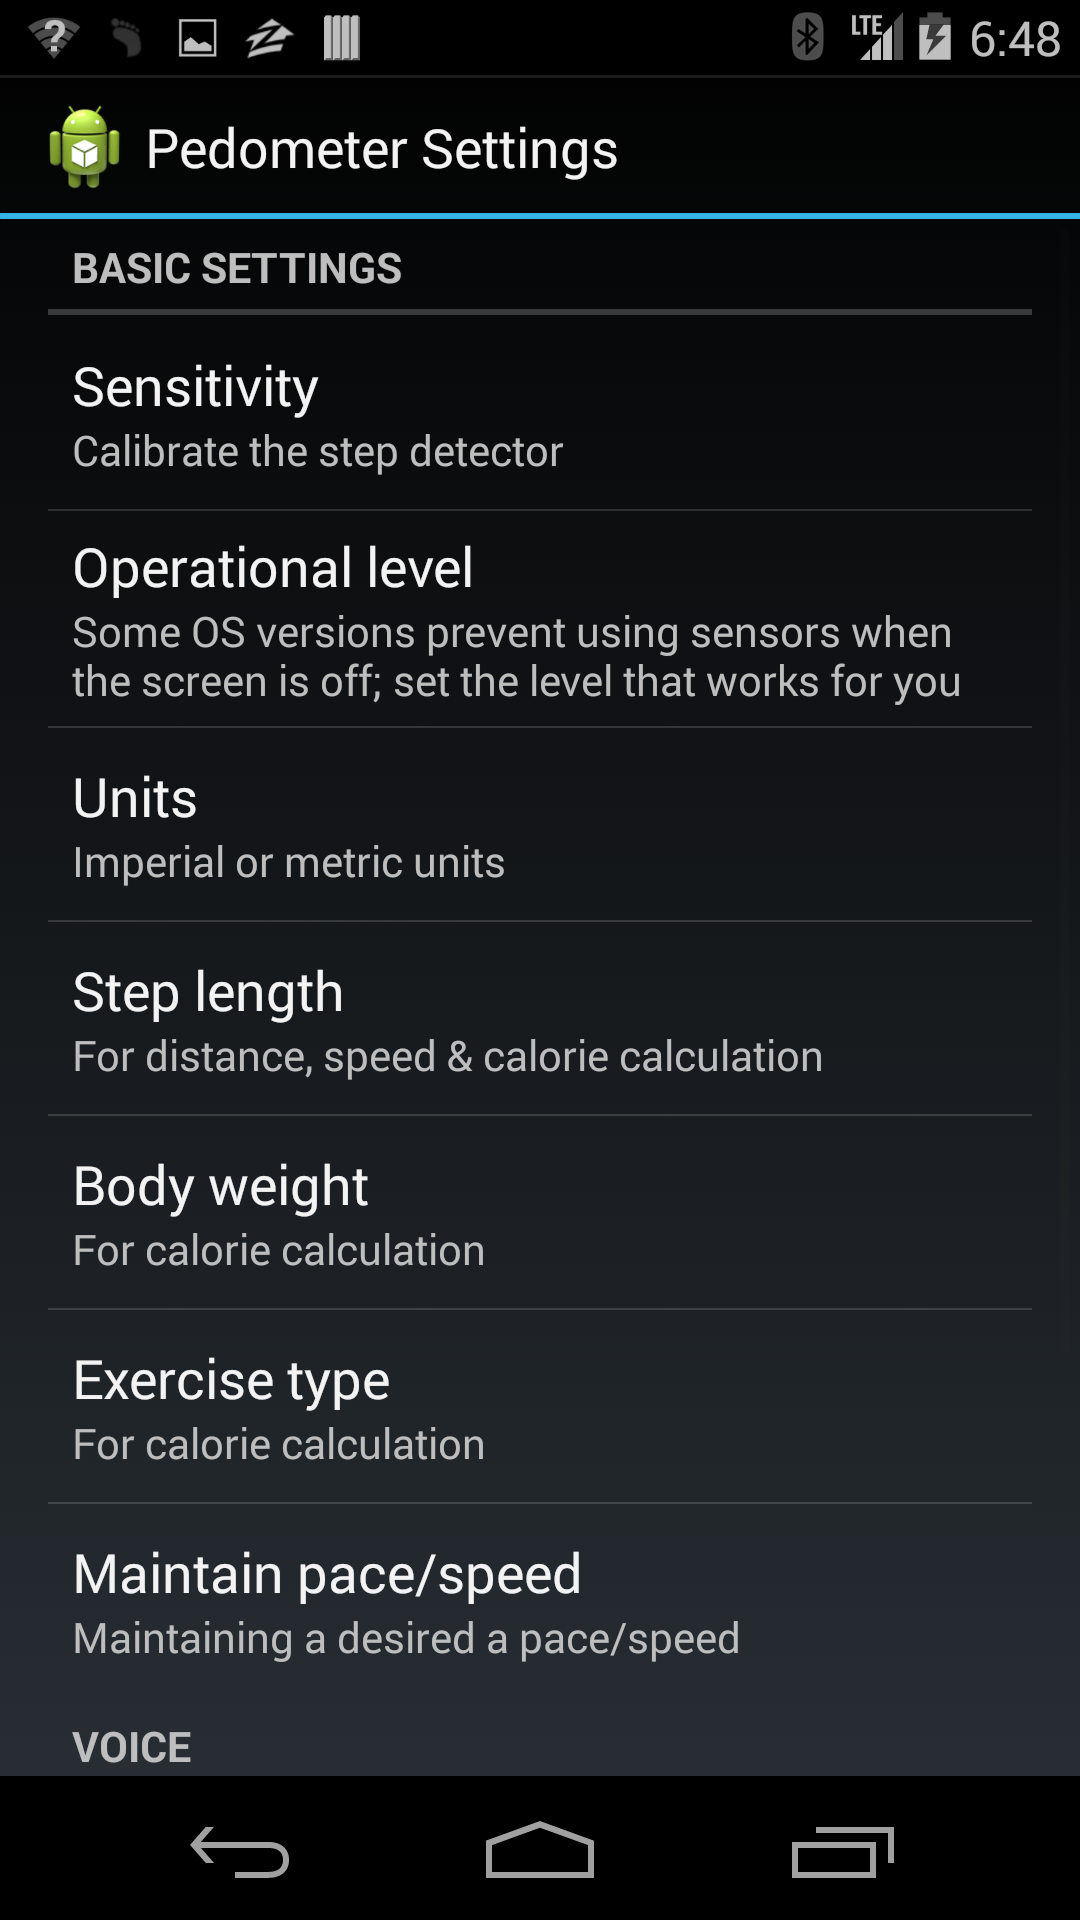 ? LTE 6:48
Pedometer Settings
BASIC SETTINGS
Sensitivity
Calibrate the step detector
Operational level
Some OS versions prevent using sensors when
the screen is off; set the level that works for you
Units
Imperial or metric units
Step length
For distance, speed & calorie calculation
Body weight
For calorie calculation
Exercise type
For calorie calculation
Maintain pace/speed
Maintaining a desired a pace/speed
VOICE